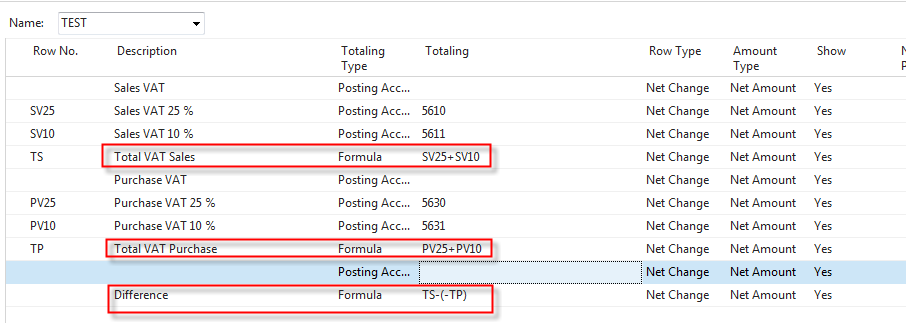 Name: TEST
Row No. Description Totaling Type Totaling Row Type Amount Type Show N P
Sales VAT Posting Acc... Net Change Net Amount Yes
SV25 Sales VAT 25 % Posting Acc... 5610 Net Change Net Amount Yes
SV10 Sales VAT 10 % Posting Acc... 5611 Net Change Net Amount Yes
TS Total VAT Sales Formula SV25+SV10 Net Change Net Amount Yes
Purchase VAT Posting Acc... Net Change Net Amount Yes
PV25 Purchase VAT 25 % Posting Acc... 5630 Net Change Net Amount Yes
PV10 Purchase VAT 10 % Posting Acc... 5631 Net Change Net Amount Yes
TP Total VAT Purchase Formula PV25+PV10 Net Change Net Amount Yes
Posting Acc... Net Change Net Amount Yes
Difference Formula TS-(-TP) Net Change Net Amount Yes